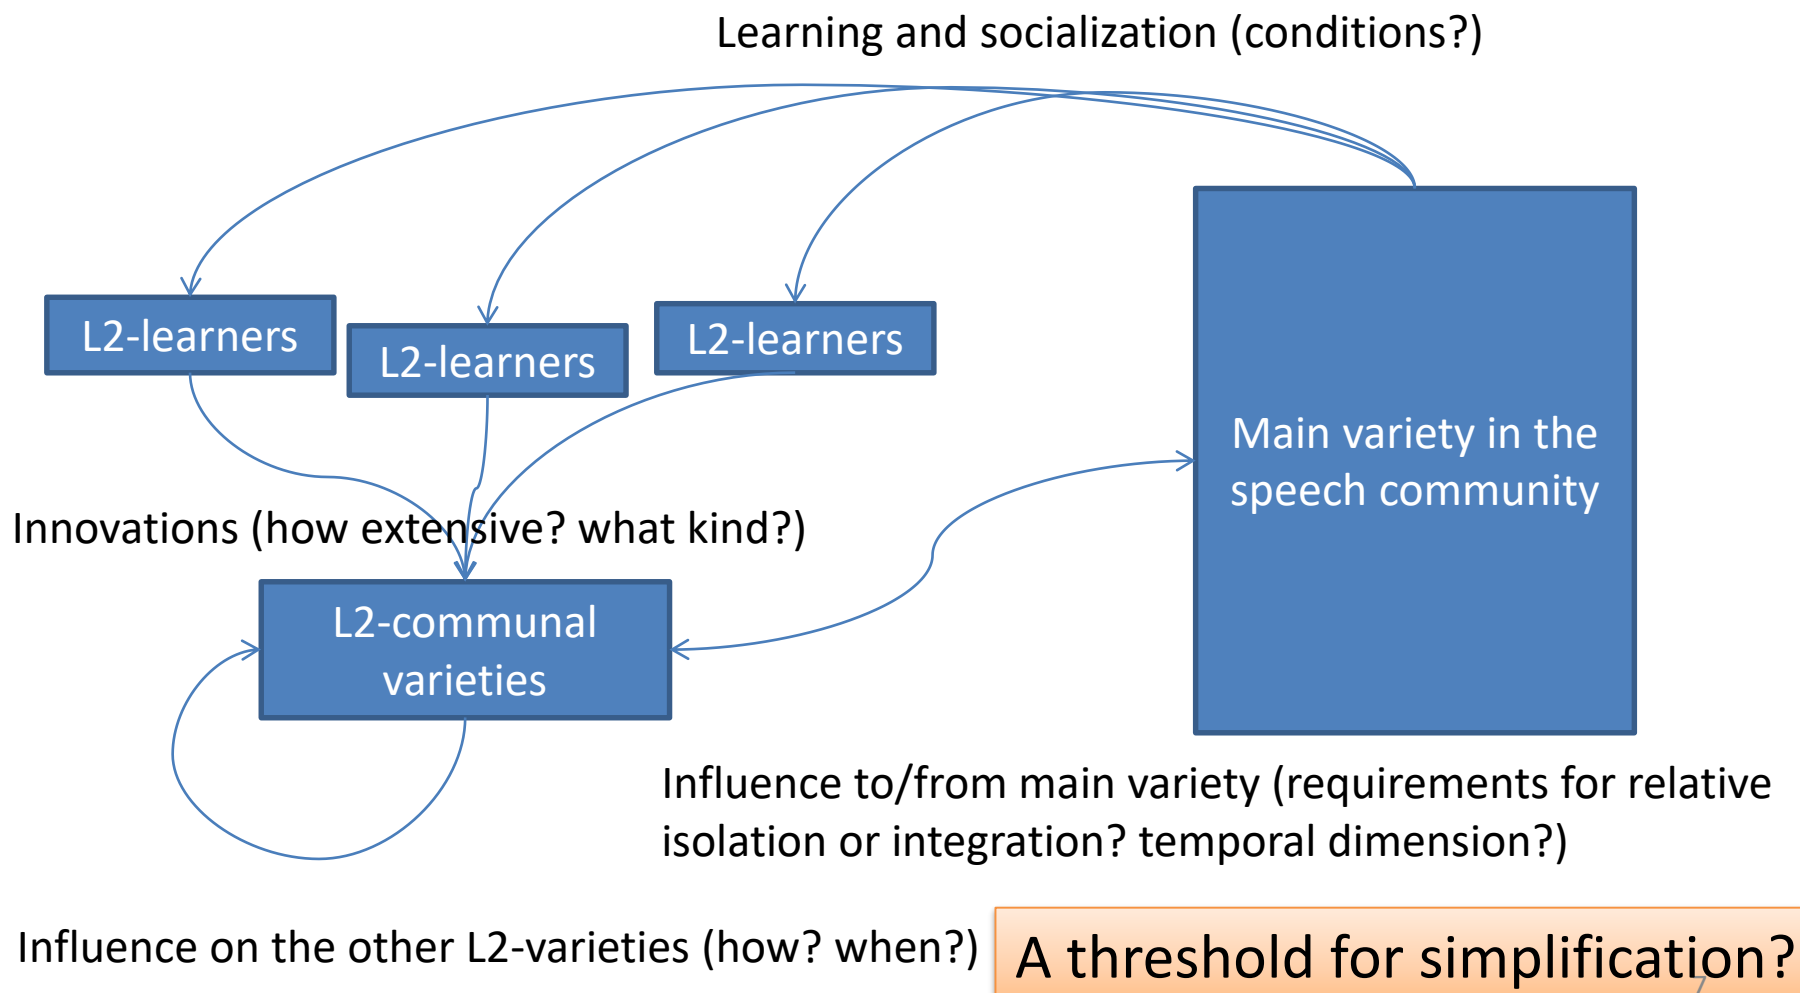 Learning and socialization (conditions?)
L2-learners
L2-learners
L2-learners
Main variety in the
speech community
Innovations (how extensive? what kind?)
L2-communal
varieties
Influence to/from main variety (requirements for relative
isolation or integration? temporal dimension?)
Influence on the other L2-varieties (how? when?)
A threshold for simplification?